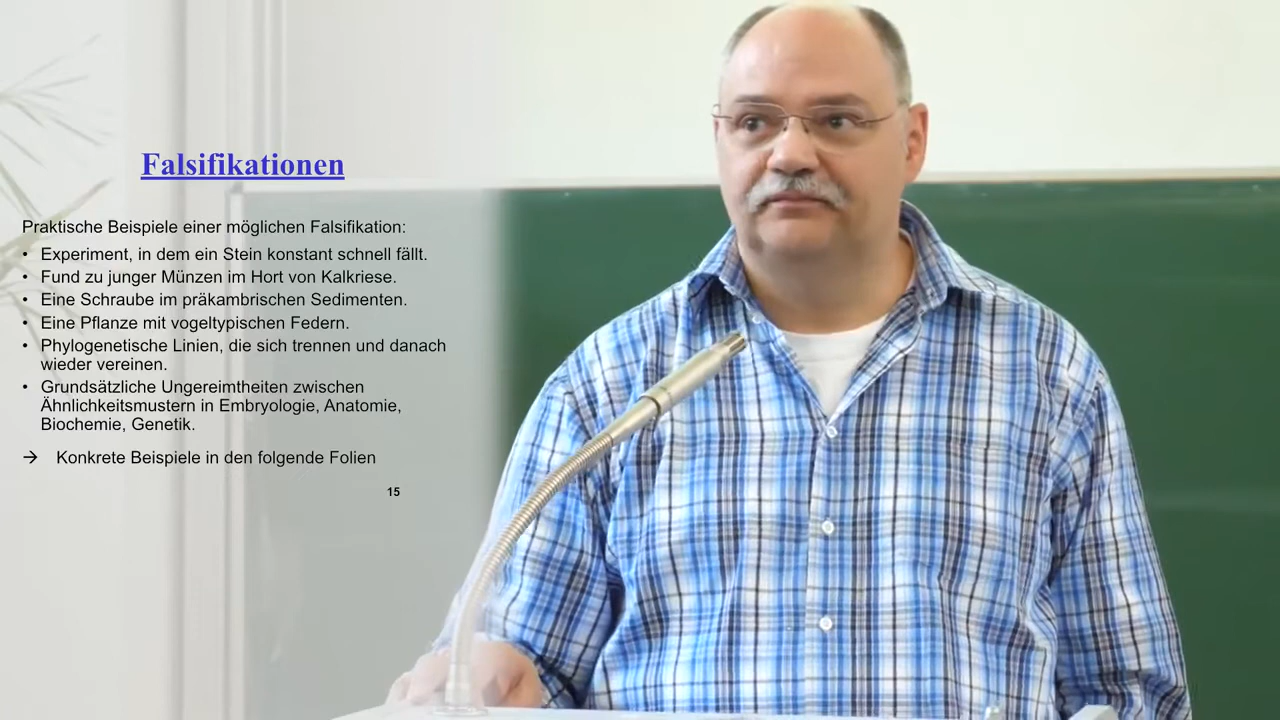 Falsifikationen
Praktische Beispiele einer möglichen Falsifikation:
• Experiment, in dem ein Stein konstant schnell fällt.
• Fund zu junger Münzen im Hort von Kalkriese.
• Eine Schraube im präkambrischen Sedimenten.
• Eine Pflanze mit vogeltypischen Federn.
• Phylogenetische Linien, die sich trennen und danach
wieder vereinen.
• Grundsätzliche Ungereimtheiten zwischen
Ähnlichkeitsmustern in Embryologie, Anatomie,
Biochemie, Genetik.
→ Konkrete Beispiele in den folgende Folien
15